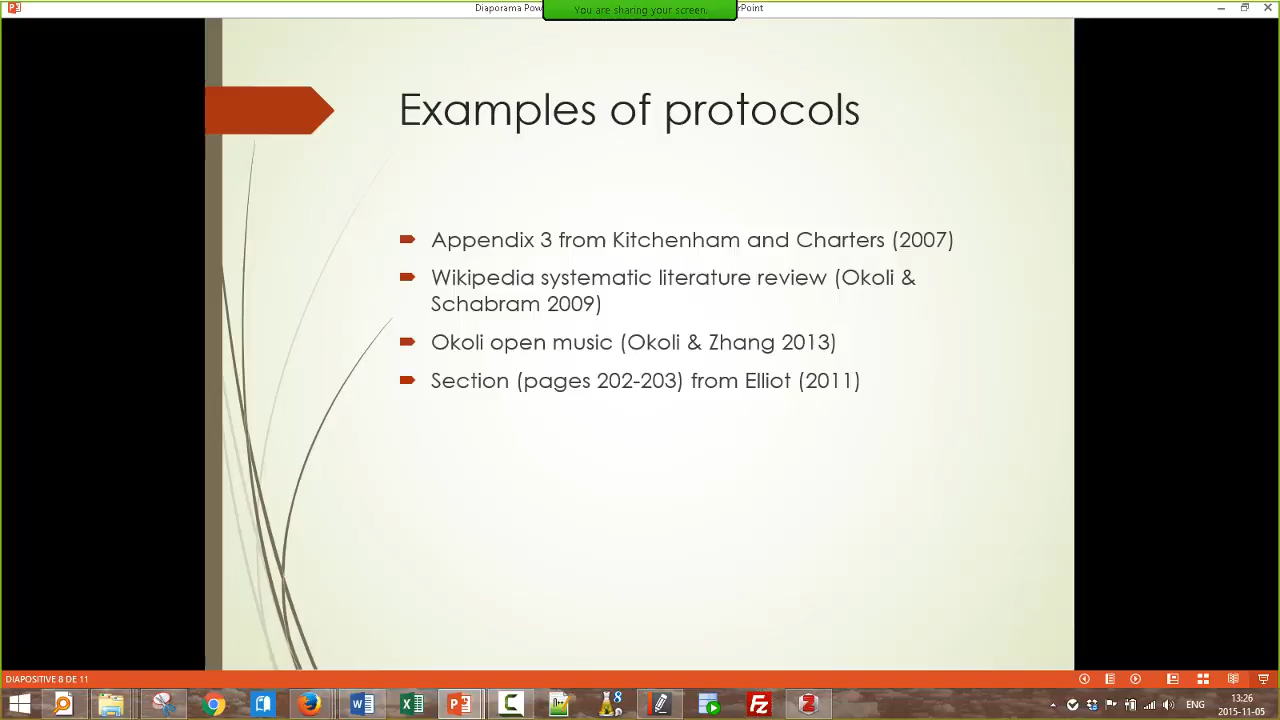 Diaporama Pow
You are sharing your screen.
rPoint
Examples of protocols
Appendix 3 from Kitchenham and Charters (2007)
Wikipedia systematic literature review (Okoli &
Schabram 2009)
Okoli open music (Okoli & Zhang 2013)
Section (pages 202-203) from Elliot (2011)
DIAPOSITIVE 8 DE 11
ENG
13:26
2015-11-05